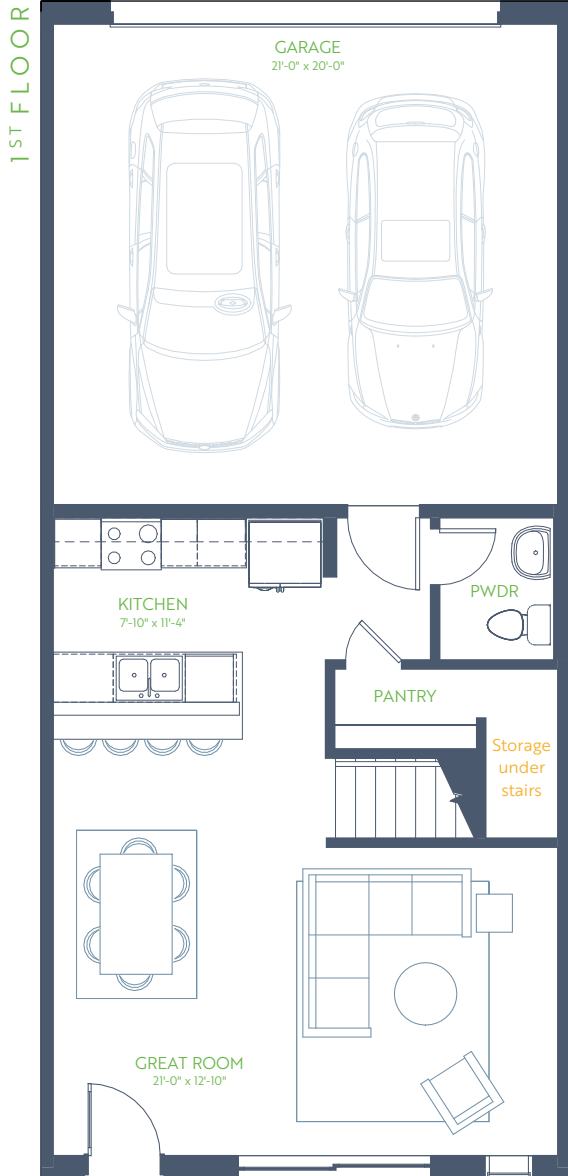 1ST FLOOR
GARAGE
21'-0" x 20'-0"
KITCHEN
7'-10" x 11'-4"
PWDR
PANTRY
Storage
under
stairs
GREAT ROOM
21'-0" x 12'-10"